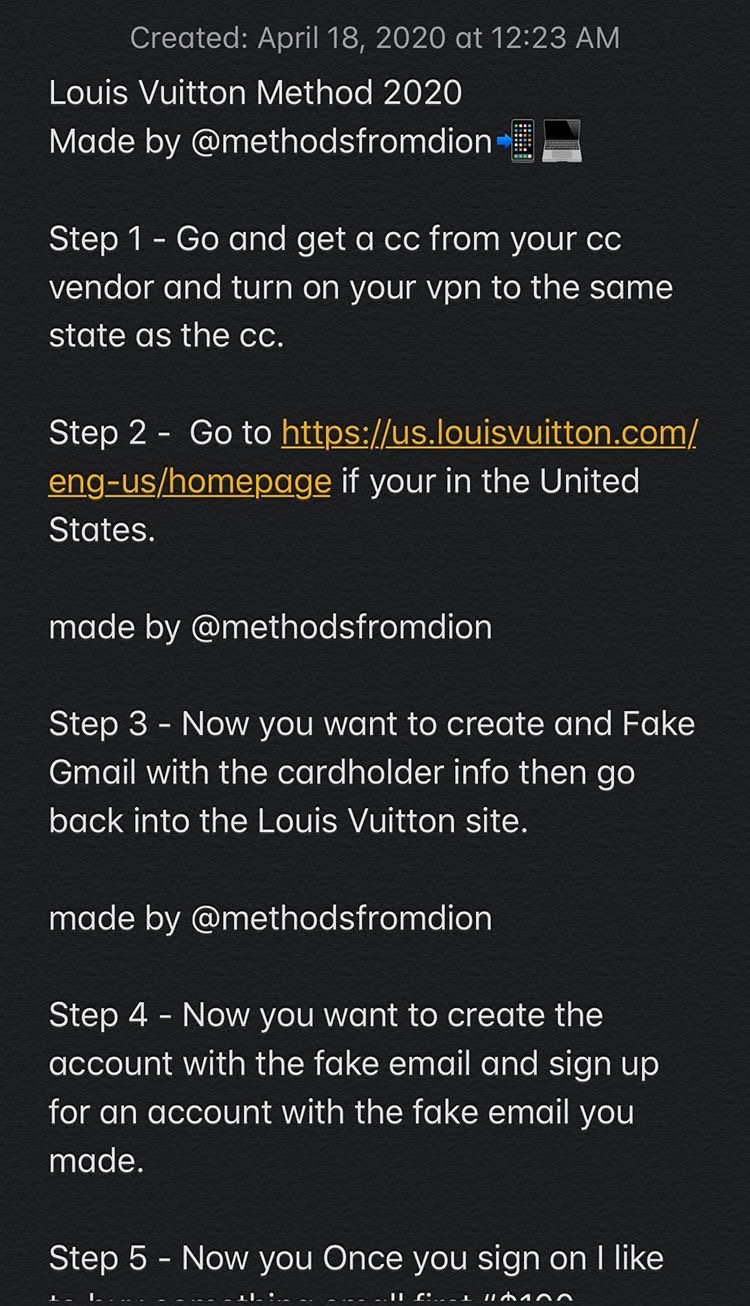 Created: April 18, 2020 at 12:23 AM
Louis Vuitton Method 2020
Made by @methodsfromdion📲💻
Step 1 - Go and get a cc from your cc
vendor and turn on your vpn to the same
state as the cc.
Step 2 -  Go to https://us.louisvuitton.com/
eng-us/homepage if your in the United
States.
made by @methodsfromdion
Step 3 - Now you want to create and Fake
Gmail with the cardholder info then go
back into the Louis Vuitton site.
made by @methodsfromdion
Step 4 - Now you want to create the
account with the fake email and sign up
for an account with the fake email you
made.
Step 5 - Now you Once you sign on I like
to buy something small first